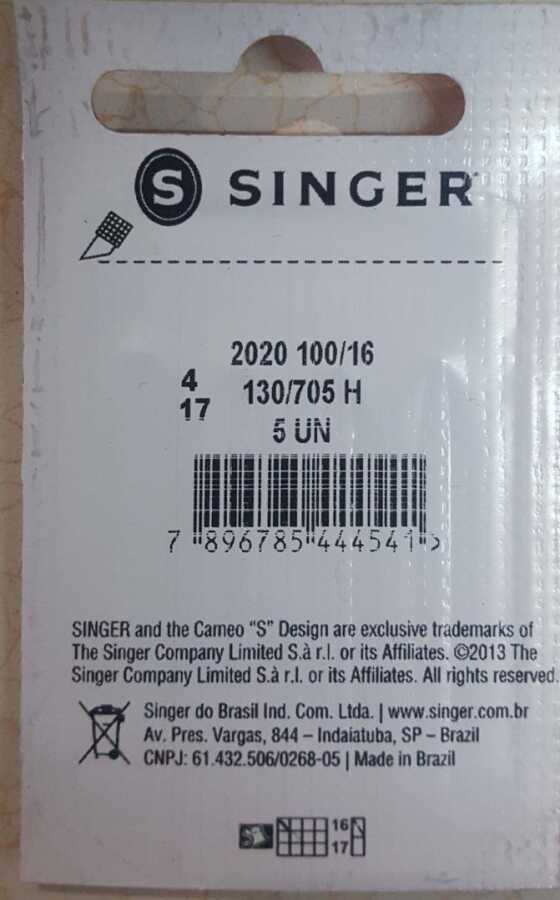 S SINGER
2020 100/16
4
130/705 H
17
5 UN
7 896785 444541 >
SINGER and the Cameo “S” Design are exclusive trademarks of
The Singer Company Limited S.à r.l. or its Affiliates. ©2013 The
Singer Company Limited S.à r.l. or its Affiliates. All rights reserved.
Singer do Brasil Ind. Com. Ltda. | www.singer.com.br
Av. Pres. Vargas, 844 – Indaiatuba, SP – Brazil
CNPJ: 61.432.506/0268-05 | Made in Brazil
16
17